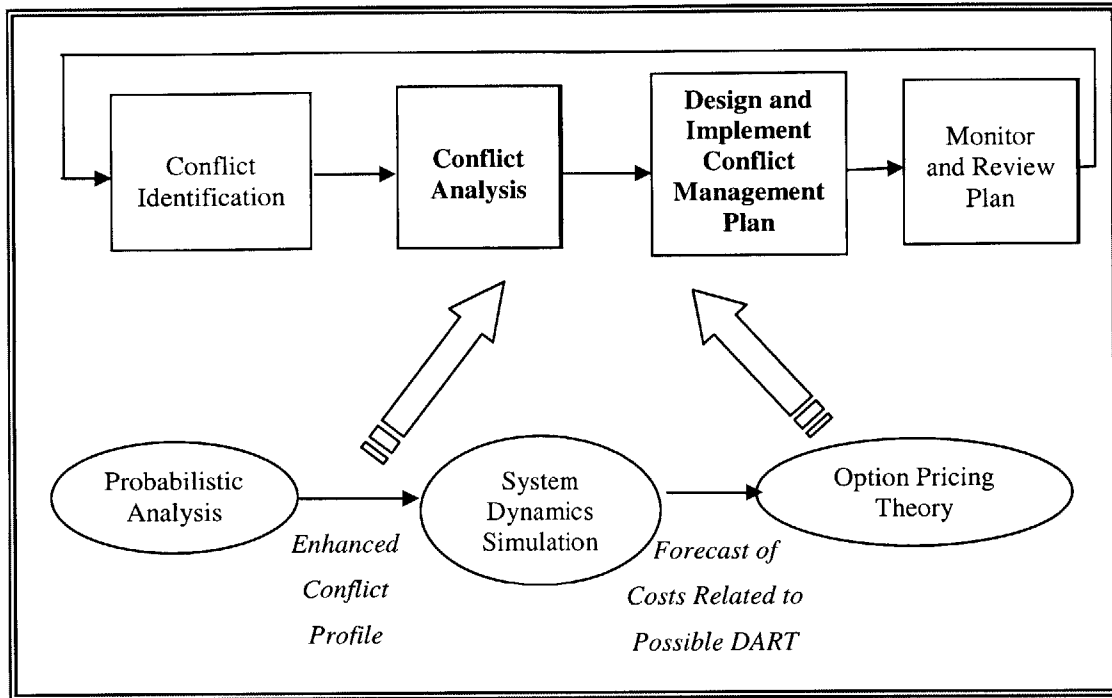 Conflict
Identification
Conflict
Analysis
Design and
Implement
Conflict
Management
Plan
Monitor
and Review
Plan
Probabilistic
Analysis
Enhanced
Conflict
Profile
System
Dynamics
Simulation
Forecast of
Costs Related to
Possible DART
Option Pricing
Theory